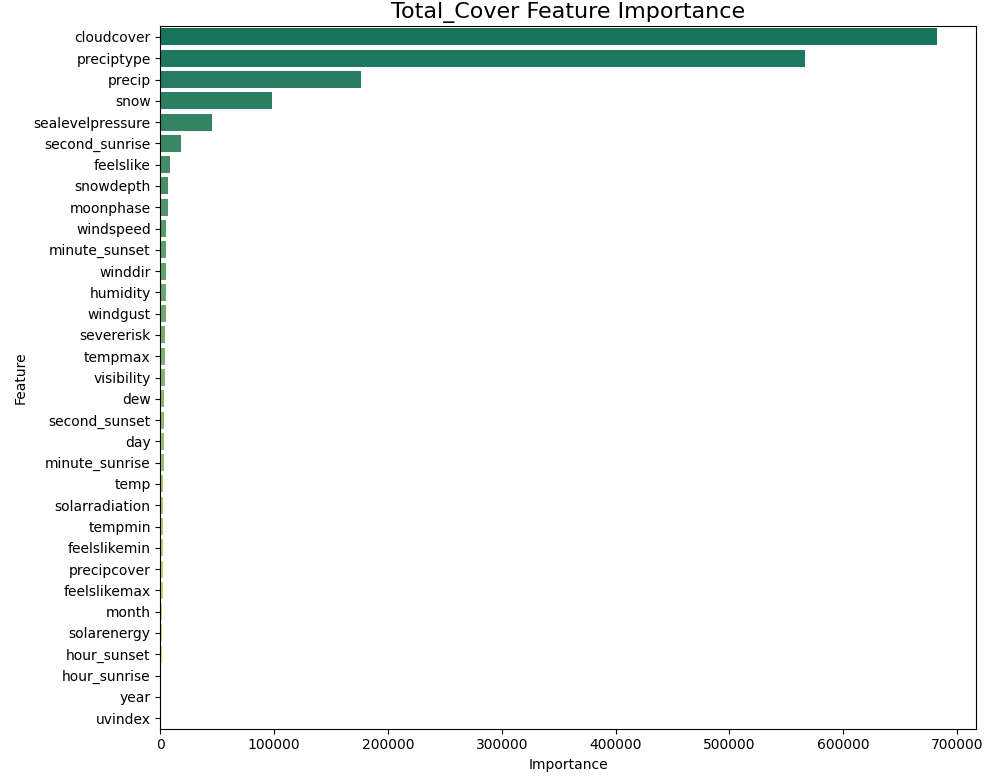 Total_Cover Feature Importance
cloudcover
preciptype
precip
snow
sealevelpressure
second_sunrise
feelslike
snowdepth
moonphase
windspeed
minute_sunset
winddir
humidity
windgust
severerisk
tempmax
visibility
dew
second_sunset
day
minute_sunrise
temp
solarradiation
tempmin
feelslikemin
precipcover
feelslikemax
month
solarenergy
hour_sunset
hour_sunrise
year
uvindex
Feature
0 100000 200000 300000 400000 500000 600000 700000
Importance